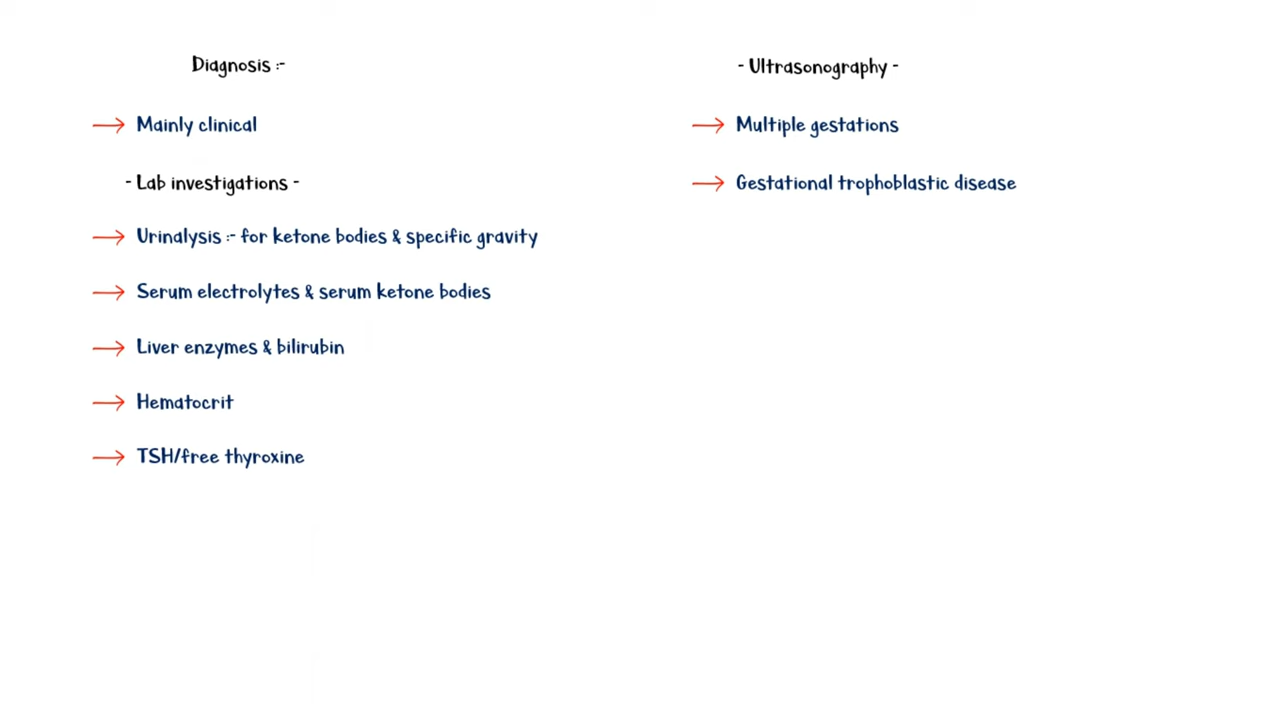 Diagnosis :-
→ Mainly clinical
- Lab investigations -
→ Urinalysis :- for ketone bodies & specific gravity
→ Serum electrolytes & serum ketone bodies
→ Liver enzymes & bilirubin
→ Hematocrit
→ TSH/free thyroxine
- Ultrasonography -
→ Multiple gestations
→ Gestational trophoblastic disease